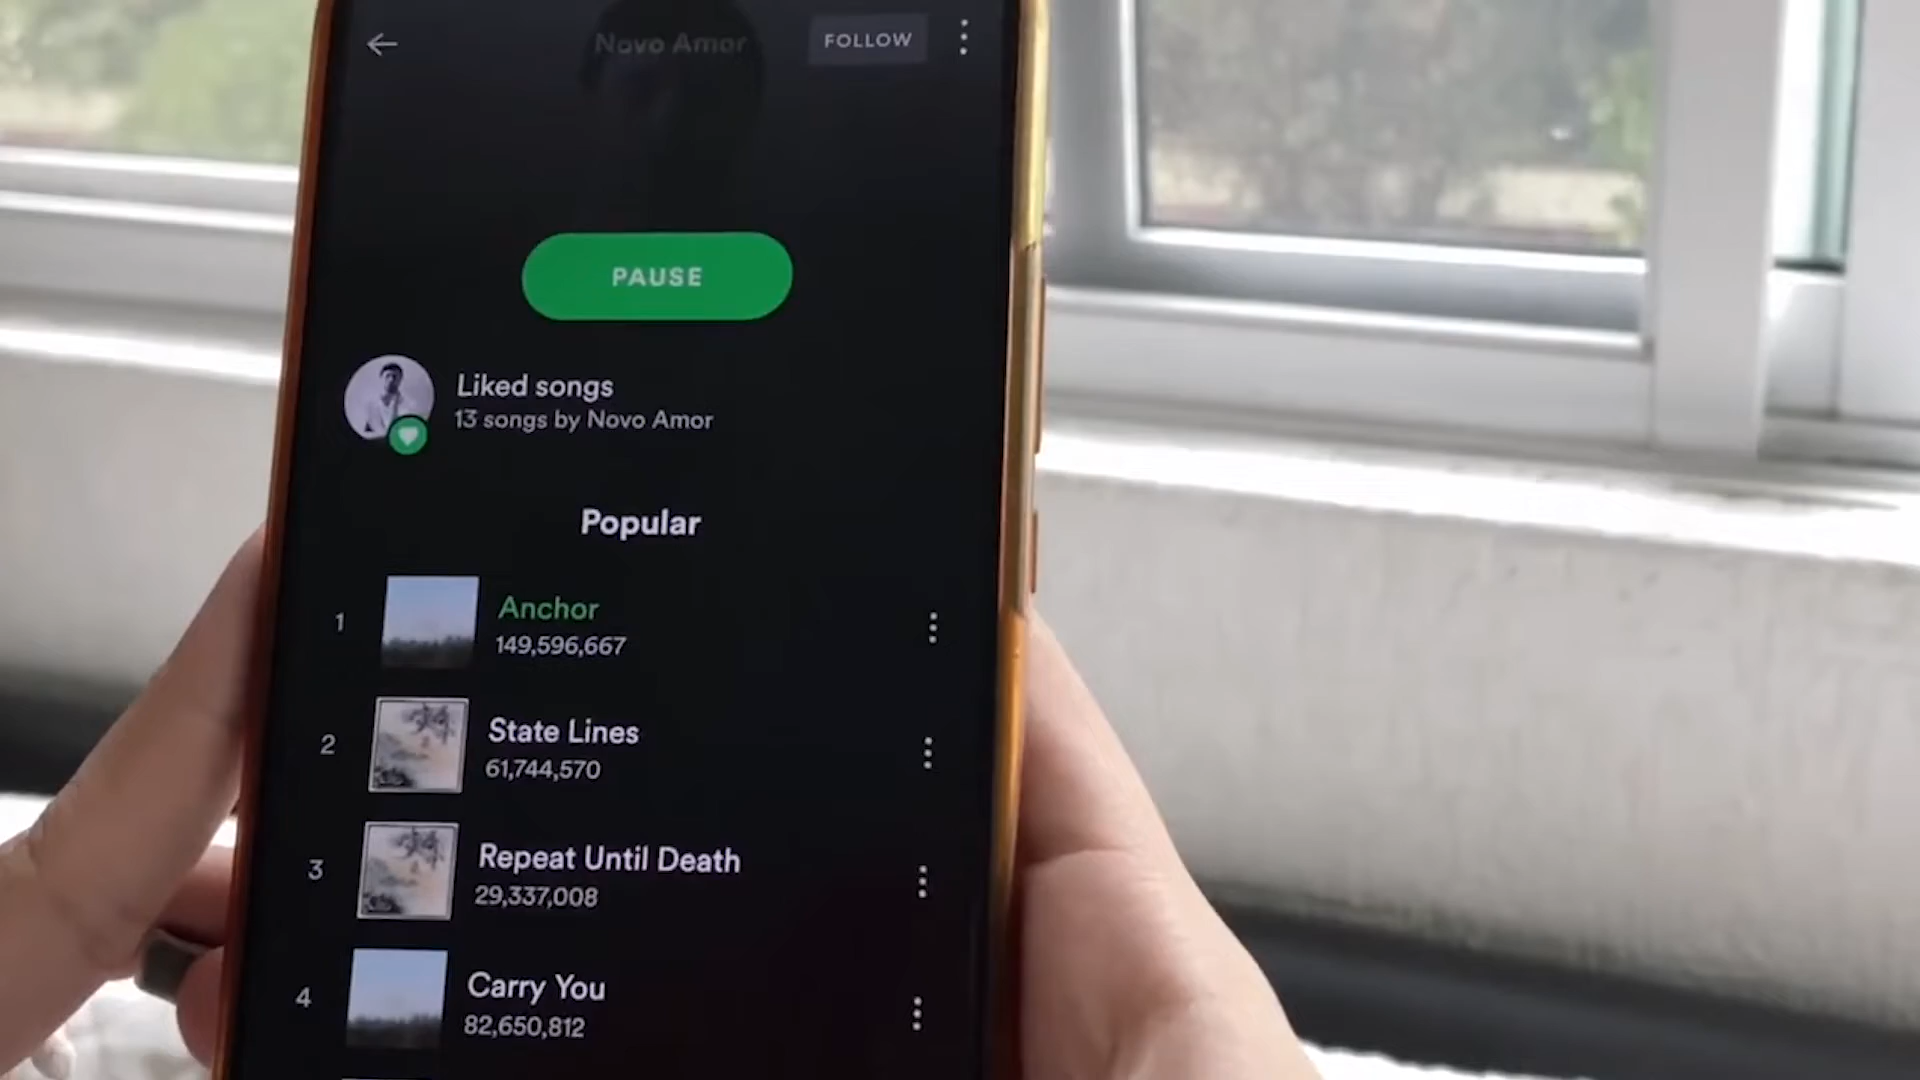 Novo Amor
FOLLOW
PAUSE
Liked songs
13 songs by Novo Amor
Popular
1
Anchor
149,596,667
2
State Lines
61,744,570
3
Repeat Until Death
29,337,008
4
Carry You
82,650,812